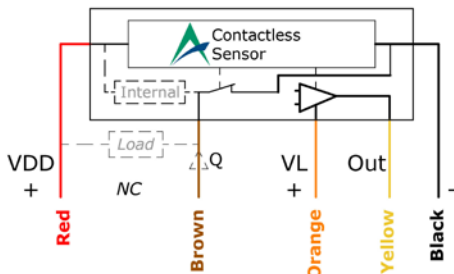 Contactless
Sensor
Internal
Load
Q
VDD
+
NC
VL
+
Out
-
Red
Brown
Orange
Yellow
Black